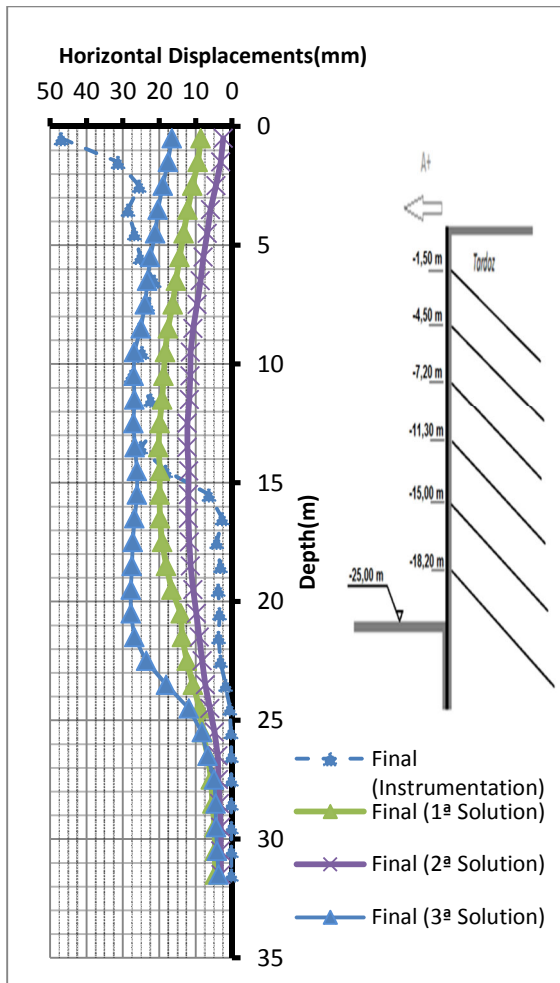 Horizontal Displacements(mm)
50 40 30 20 10 0
0
5
10
15
20
25
30
35
Depth(m)
A+
Tardoz
-1,50 m
-4,50 m
-7,20 m
-11,30 m
-15,00 m
-18,20 m
-25,00 m
Final
(Instrumentation)
Final (1ª Solution)
Final (2ª Solution)
Final (3ª Solution)